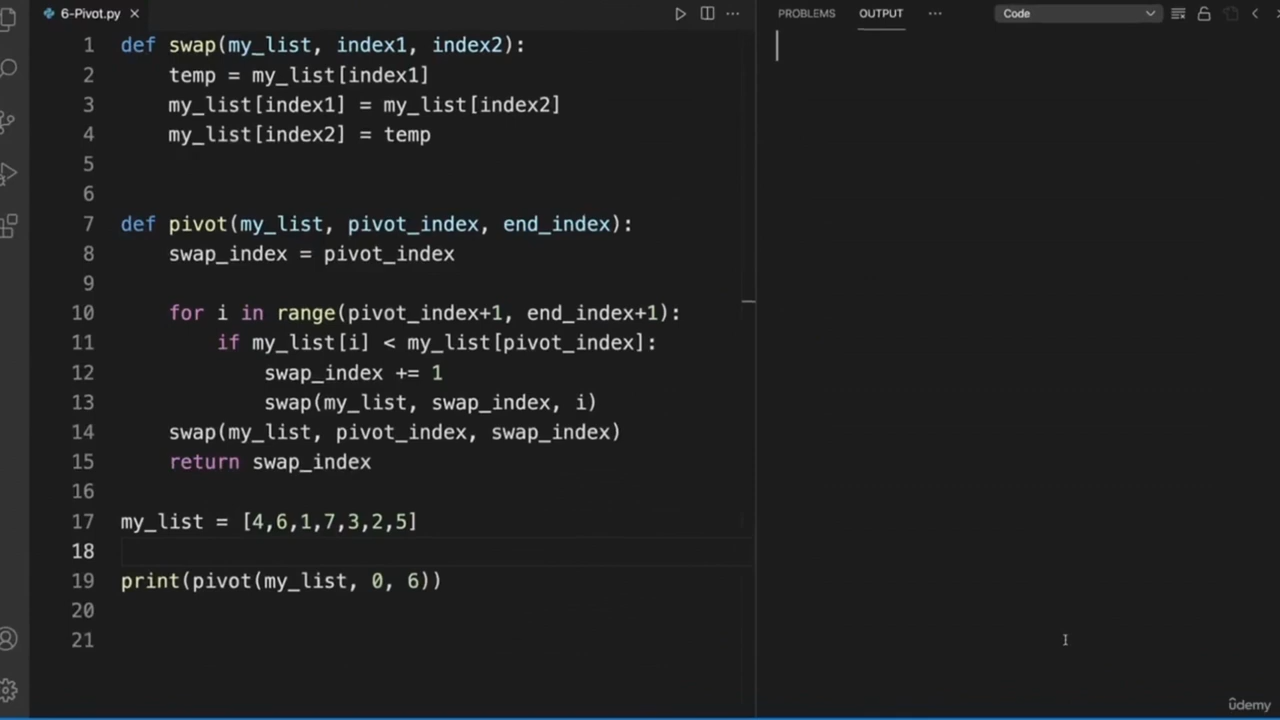 6-Pivot.py
PROBLEMS OUTPUT Code
1 def swap(my_list, index1, index2):
2 temp = my_list[index1]
3 my_list[index1] = my_list[index2]
4 my_list[index2] = temp
5
6
7 def pivot(my_list, pivot_index, end_index):
8 swap_index = pivot_index
9
10 for i in range(pivot_index+1, end_index+1):
11 if my_list[i] < my_list[pivot_index]:
12 swap_index += 1
13 swap(my_list, swap_index, i)
14 swap(my_list, pivot_index, swap_index)
15 return swap_index
16
17 my_list = [4,6,1,7,3,2,5]
18
19 print(pivot(my_list, 0, 6))
20
21
ûdemy